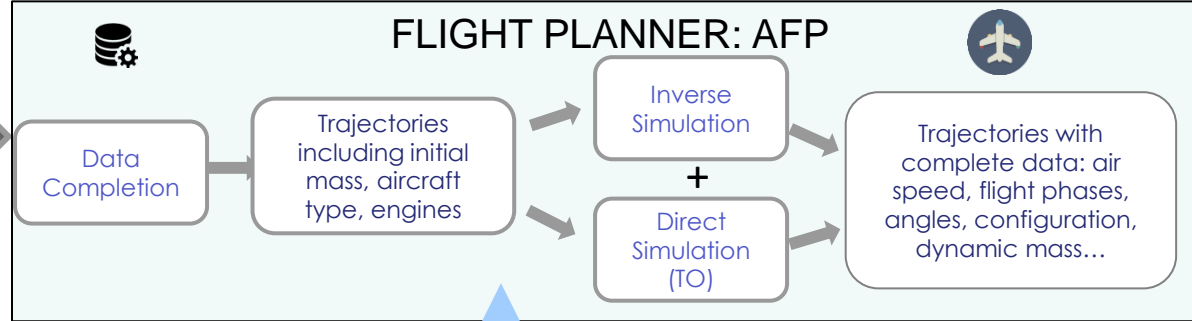 FLIGHT PLANNER: AFP
Data
Completion
Trajectories
including initial
mass, aircraft
type, engines
Inverse
Simulation
+
Direct
Simulation
(TO)
Trajectories with
complete data: air
speed, flight phases,
angles, configuration,
dynamic mass...